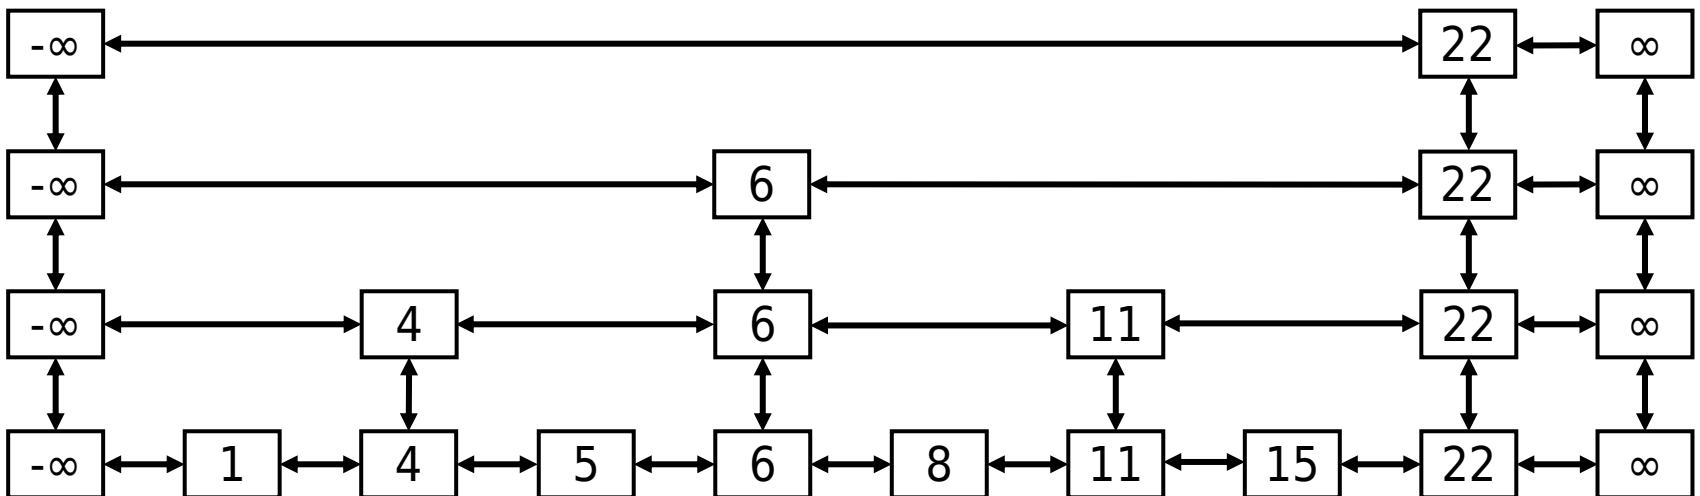 -∞ 22 ∞
-∞ 6 22 ∞
-∞ 4 6 11 22 ∞
-∞ 1 4 5 6 8 11 15 22 ∞